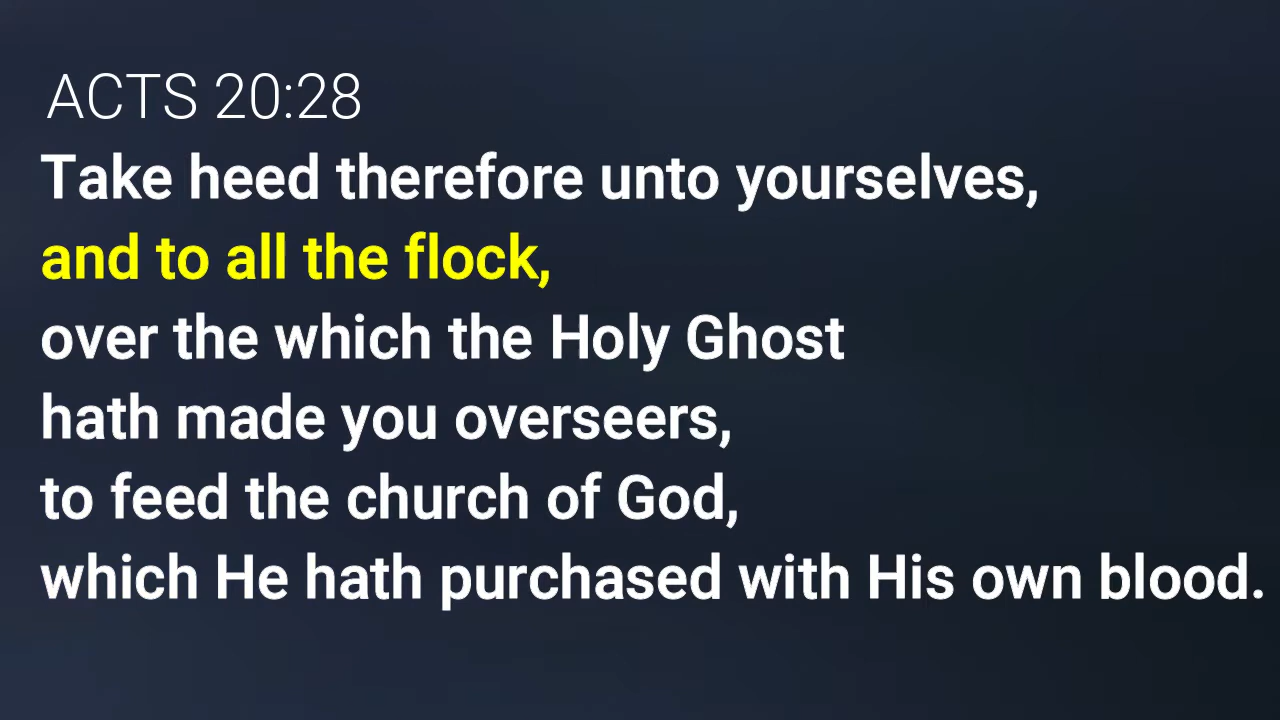 ACTS 20:28
Take heed therefore unto yourselves,
and to all the flock,
over the which the Holy Ghost
hath made you overseers,
to feed the church of God,
which He hath purchased with His own blood.